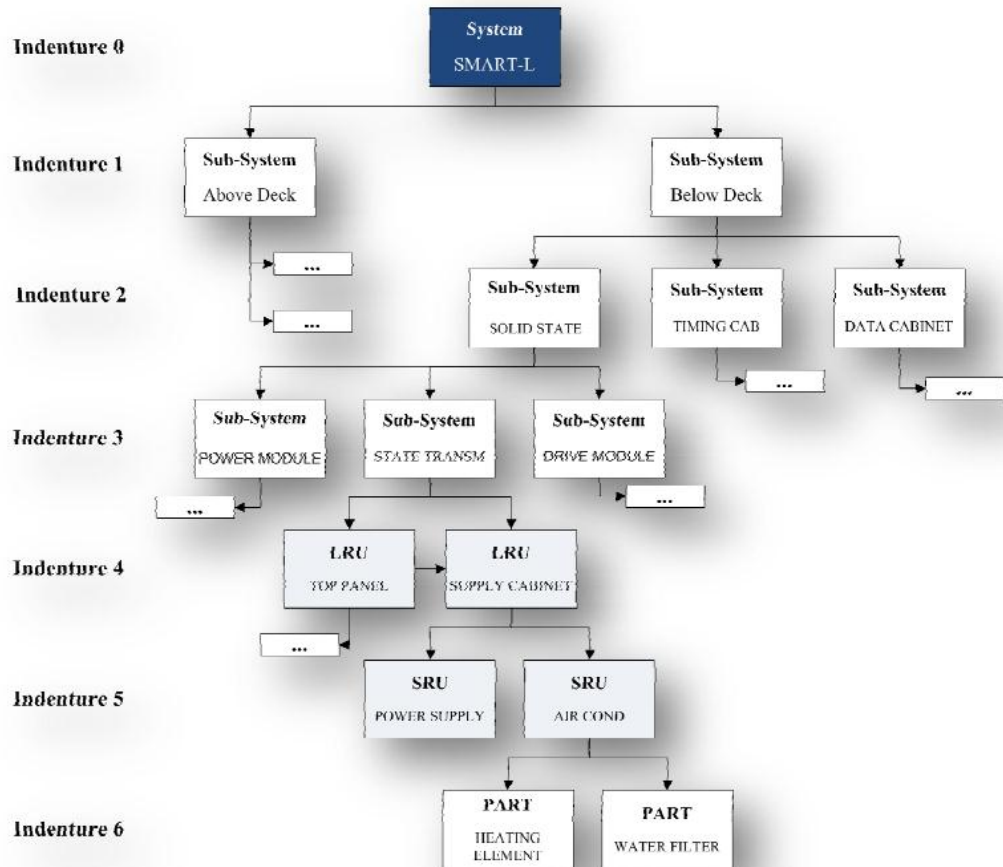 Indenture 0
System
SMART-L
Indenture 1
Sub-System
Above Deck
Sub-System
Below Deck
...
...
Indenture 2
Sub-System
SOLID STATE
Sub-System
TIMING CAB
Sub-System
DATA CABINET
...
...
Indenture 3
Sub-System
POWER MODULE
Sub-System
STATE TRANSM
Sub-System
DRIVE MODULE
...
...
Indenture 4
LRU
TOP PANEL
LRU
SUPPLY CABINET
...
Indenture 5
SRU
POWER SUPPLY
SRU
AIR COND
Indenture 6
PART
HEATING
ELEMENT
PART
WATER FILTER